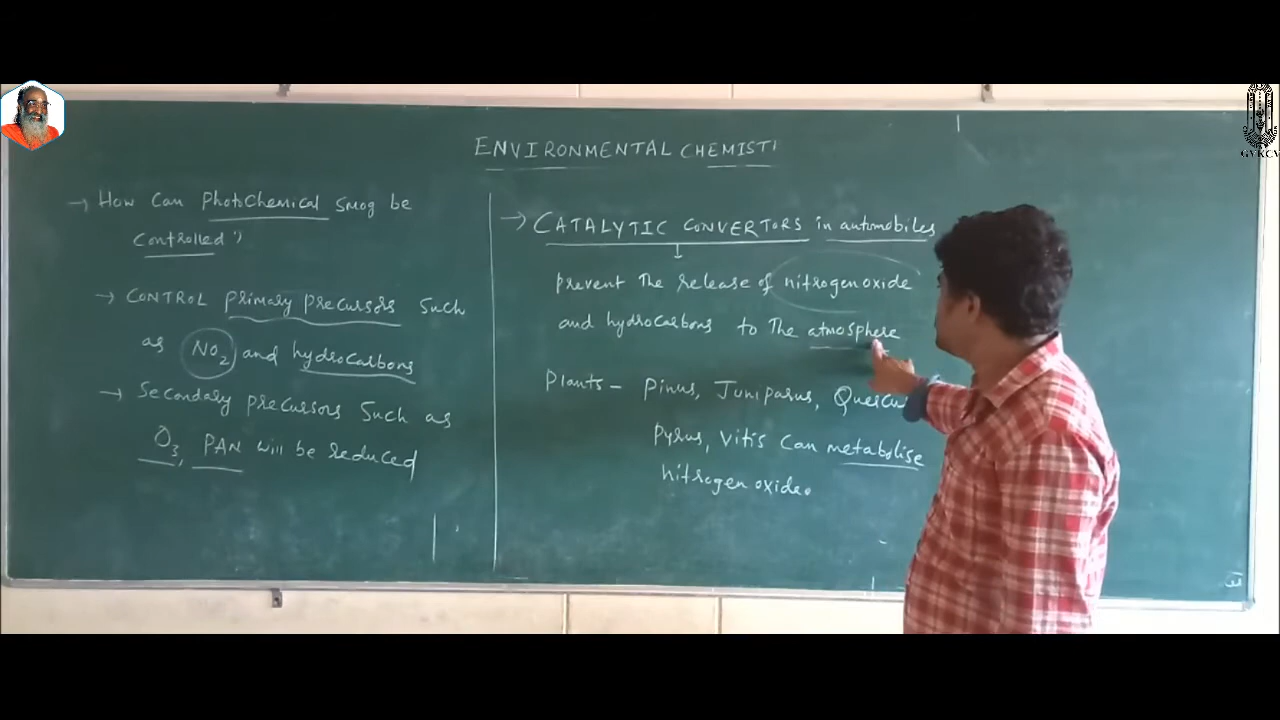 ENVIRONMENTAL CHEMIST
→ How Can Photochemical smog be
controlled?
→ CONTROL primary precursors such
as NO2 and hydrocarbons
→ Secondary precursors such as
O3, PAN will be reduced
→ CATALYTIC CONVERTORS in automobiles
↓
prevent the release of nitrogen oxide
and hydrocarbons to the atmosphere
Plants - Pinus, Juniparus, Quercu
Pyrus, Vitis can metabolise
nitrogen oxide.
GVKCV